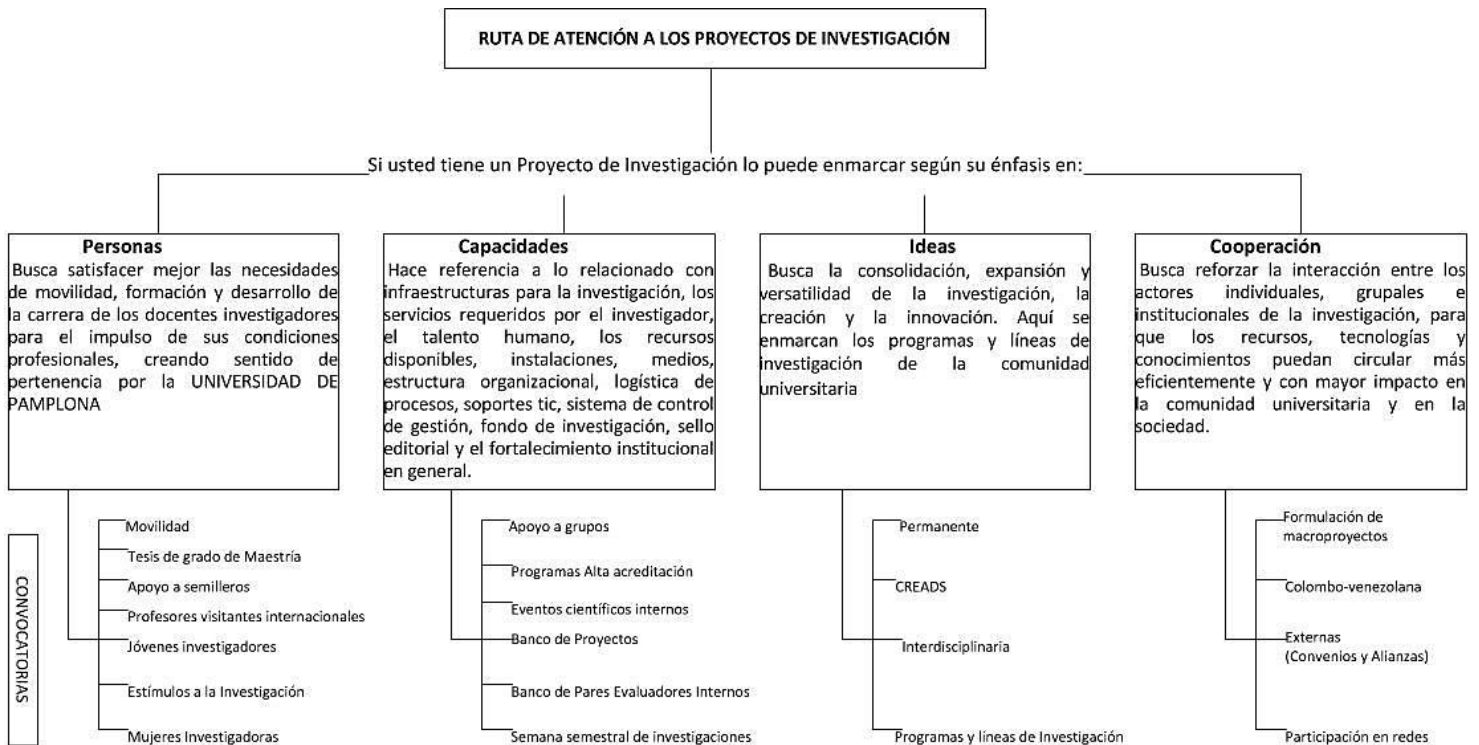 RUTA DE ATENCIÓN A LOS PROYECTOS DE INVESTIGACIÓN
Si usted tiene un Proyecto de Investigación lo puede enmarcar según su énfasis en:
Personas
Busca satisfacer mejor las necesidades
de movilidad, formación y desarrollo de
la carrera de los docentes investigadores
para el impulso de sus condiciones
profesionales, creando sentido de
pertenencia por la UNIVERSIDAD DE
PAMPLONA
Capacidades
Hace referencia a lo relacionado con
infraestructuras para la investigación, los
servicios requeridos por el investigador,
el talento humano, los recursos
disponibles, instalaciones, medios,
estructura organizacional, logística de
procesos, soportes tic, sistema de control
de gestión, fondo de investigación, sello
editorial y el fortalecimiento institucional
en general.
Ideas
Busca la consolidación, expansión y
versatilidad de la investigación, la
creación y la innovación. Aquí se
enmarcan los programas y líneas de
investigación de la comunidad
universitaria
Cooperación
Busca reforzar la interacción entre los
actores individuales, grupales e
institucionales de la investigación, para
que los recursos, tecnologías y
conocimientos puedan circular más
eficientemente y con mayor impacto en
la comunidad universitaria y en la
sociedad.
CONVOCATORIAS
Movilidad
Tesis de grado de Maestría
Apoyo a semilleros
Profesores visitantes internacionales
Jóvenes investigadores
Estímulos a la Investigación
Mujeres Investigadoras
Apoyo a grupos
Programas Alta acreditación
Eventos científicos internos
Banco de Proyectos
Banco de Pares Evaluadores Internos
Semana semestral de investigaciones
Permanente
CREADS
Interdisciplinaria
Programas y líneas de Investigación
Formulación de
macroproyectos
Colombo-venezolana
Externas
(Convenios y Alianzas)
Participación en redes